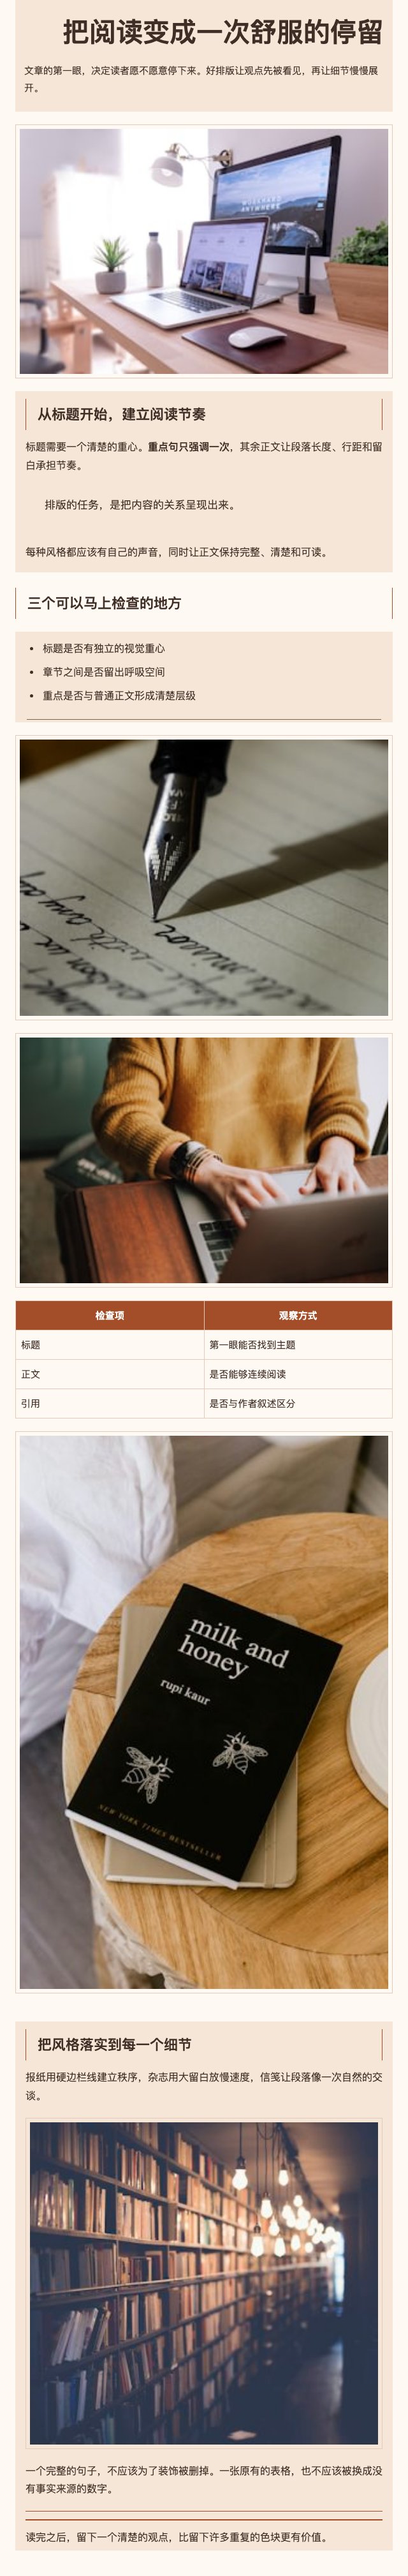 把阅读变成一次舒服的停留
文章的第一眼，决定读者愿不愿意停下来。好排版让观点先被看见，再让细节慢慢展
开。
从标题开始，建立阅读节奏
标题需要一个清楚的重心。重点句只强调一次，其余正文让段落长度、行距和留
白承担节奏。
排版的任务，是把内容的关系呈现出来。
每种风格都应该有自己的声音，同时让正文保持完整、清楚和可读。
三个可以马上检查的地方
• 标题是否有独立的视觉重心
• 章节之间是否留出呼吸空间
• 重点是否与普通正文形成清楚层级
检查项 观察方式
标题 第一眼能否找到主题
正文 是否能够连续阅读
引用 是否与作者叙述区分
milk and
honey
rupi kaur
NEW YORK TIMES BESTSELLER
把风格落实到每一个细节
报纸用硬边栏线建立秩序，杂志用大留白放慢速度，信笺让段落像一次自然的交
谈。
一个完整的句子，不应该为了装饰被删掉。一张原有的表格，也不应该被换成没
有事实来源的数字。
读完之后，留下一个清楚的观点，比留下许多重复的色块更有价值。